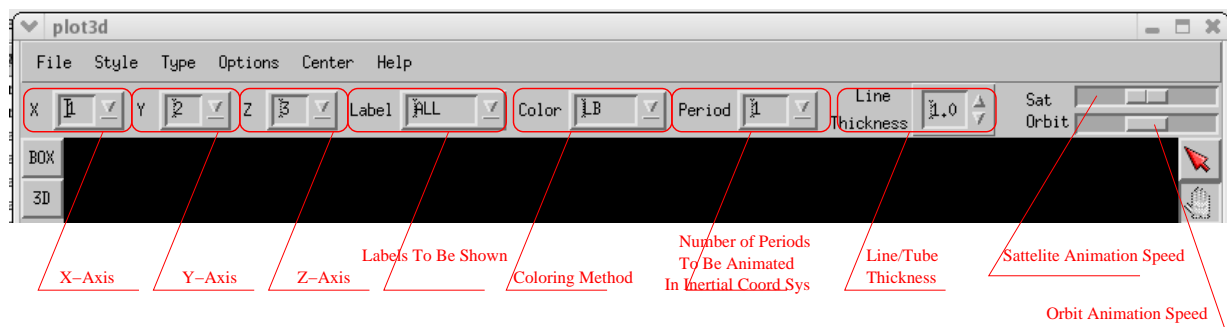 plot3d
File Style Type Options Center Help
X 1 Y 2 Z 3 Label ALL Color LB Period 1 Line Thickness 1.0 Sat
Orbit
BOX
3D
X-Axis
Y-Axis
Z-Axis
Labels To Be Shown
Coloring Method
Number of Periods
To Be Animated
In Inertial Coord Sys
Line/Tube
Thickness
Sattelite Animation Speed
Orbit Animation Speed